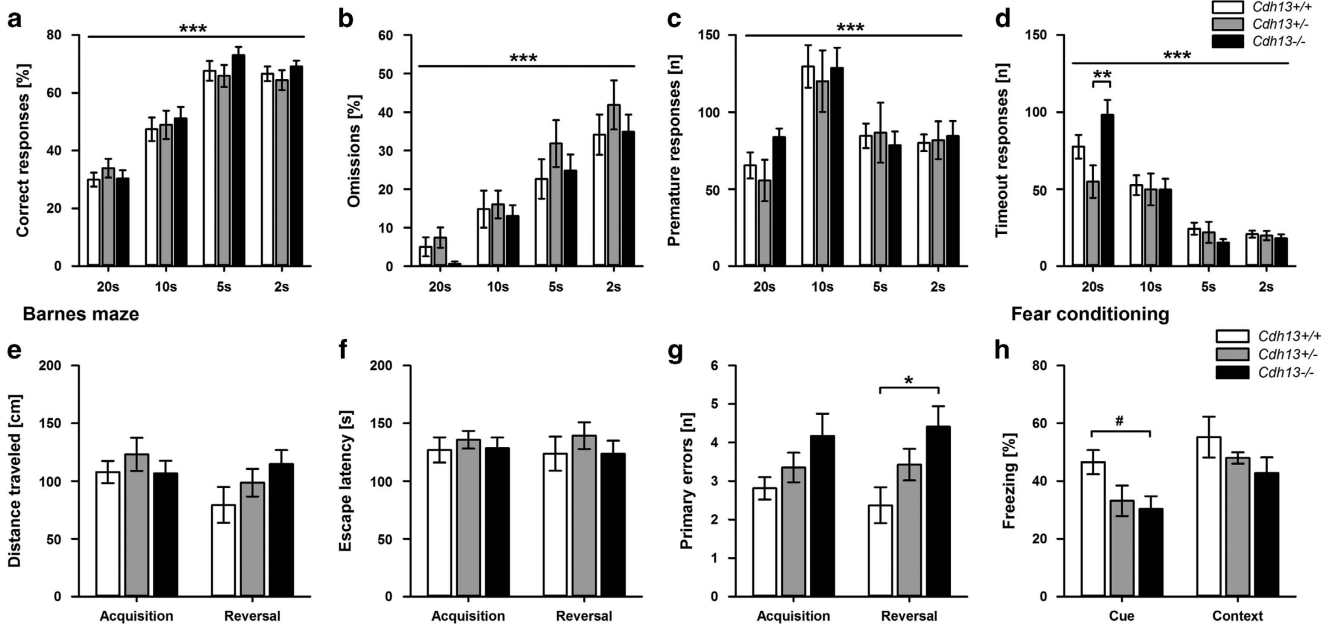 a
b
c
d
Cdh13+/+
Cdh13+/-
Cdh13-/-
Correct responses [%]
80
60
40
20
0
***
20s 10s 5s 2s
Omissions [%]
60
50
40
30
20
10
0
***
20s 10s 5s 2s
Premature responses [n]
150
100
50
0
***
20s 10s 5s 2s
Timeout responses [n]
150
100
50
0
***
**
20s 10s 5s 2s
Barnes maze
Fear conditioning
e
f
g
h
Cdh13+/+
Cdh13+/-
Cdh13-/-
Distance traveled [cm]
200
150
100
50
0
Acquisition Reversal
Escape latency [s]
200
150
100
50
0
Acquisition Reversal
Primary errors [n]
6
5
4
3
2
1
0
*
Acquisition Reversal
Freezing [%]
80
60
40
20
0
#
Cue Context